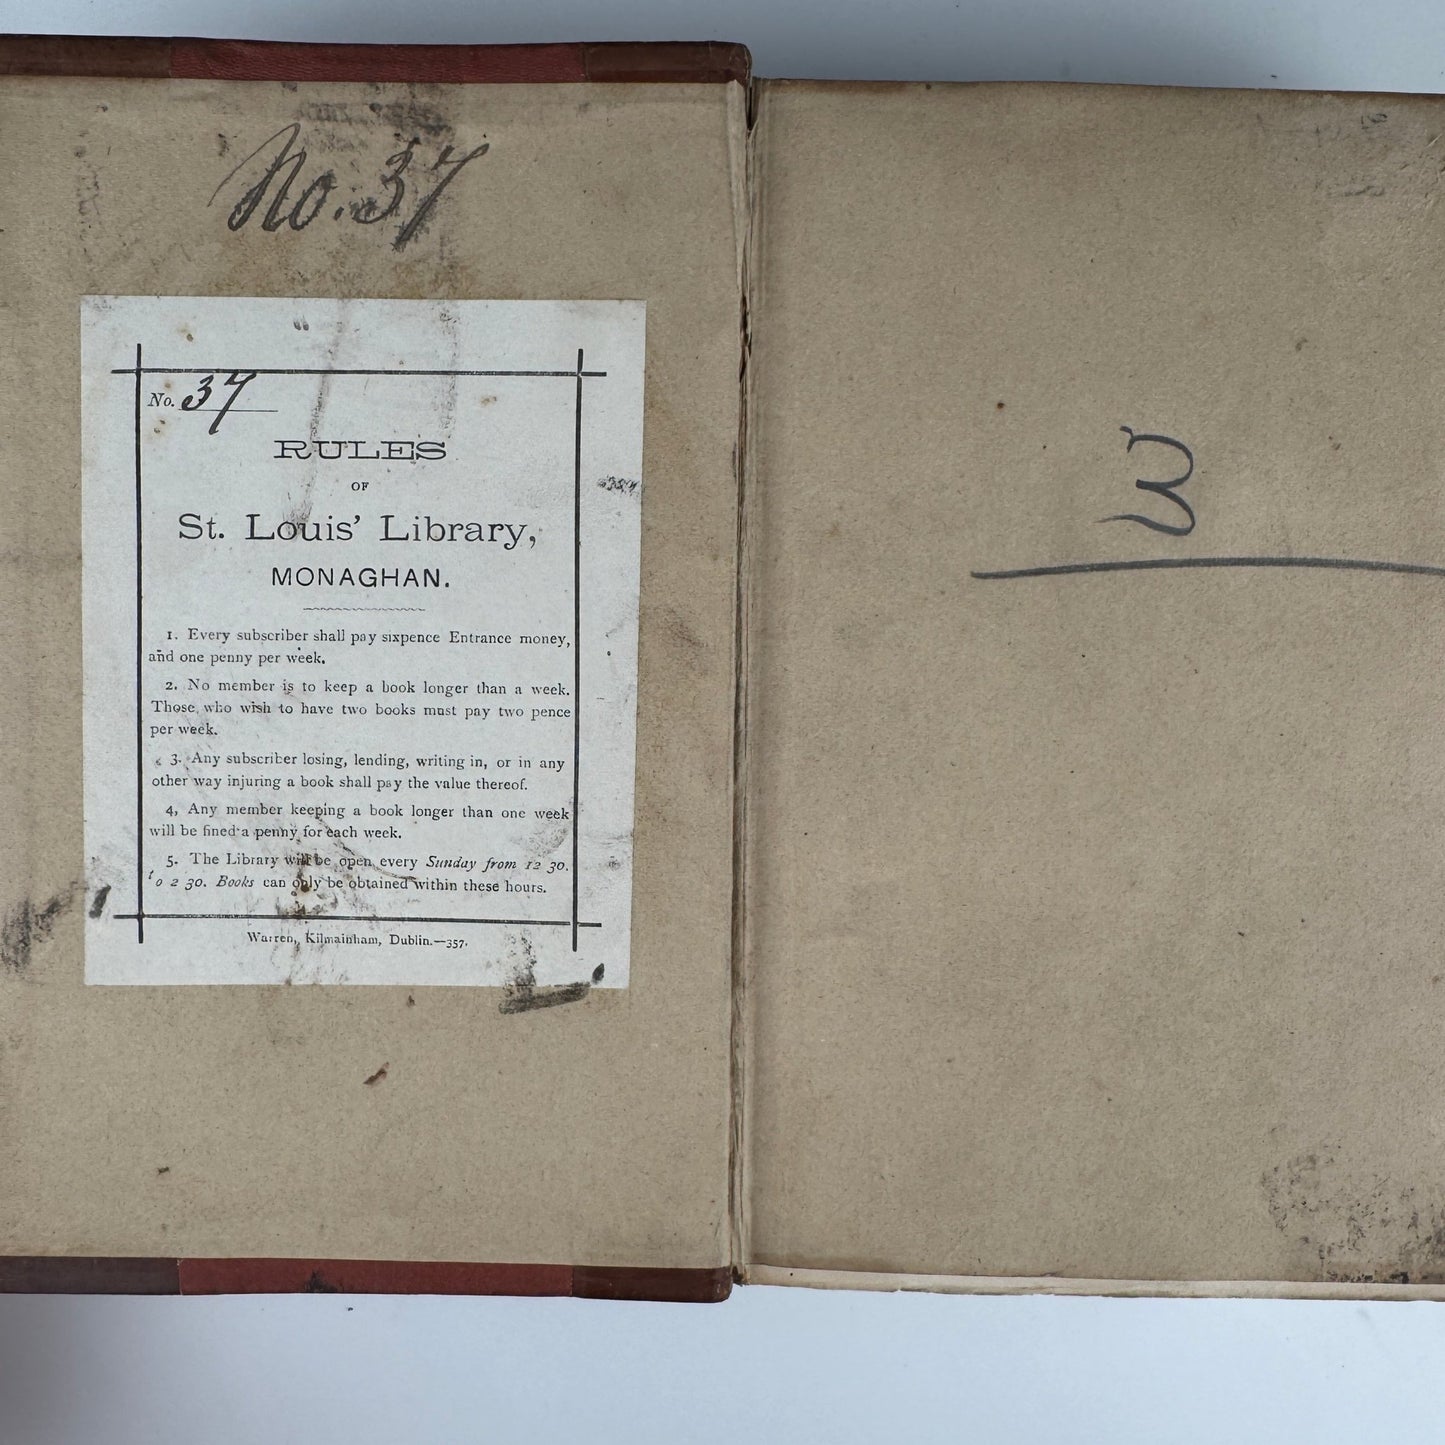 No. 37
No. 37
RULES
OF
St. Louis' Library,
MONAGHAN.
1. Every subscriber shall pay sixpence Entrance money,
and one penny per week.
2. No member is to keep a book longer than a week.
Those who wish to have two books must pay two pence
per week.
3. Any subscriber losing, lending, writing in, or in any
other way injuring a book shall pay the value thereof.
4, Any member keeping a book longer than one week
will be fined a penny for each week.
5. The Library will be open every Sunday from 12 30.
to 2 30. Books can only be obtained within these hours.
Warren, Kilmainham, Dublin.—357.